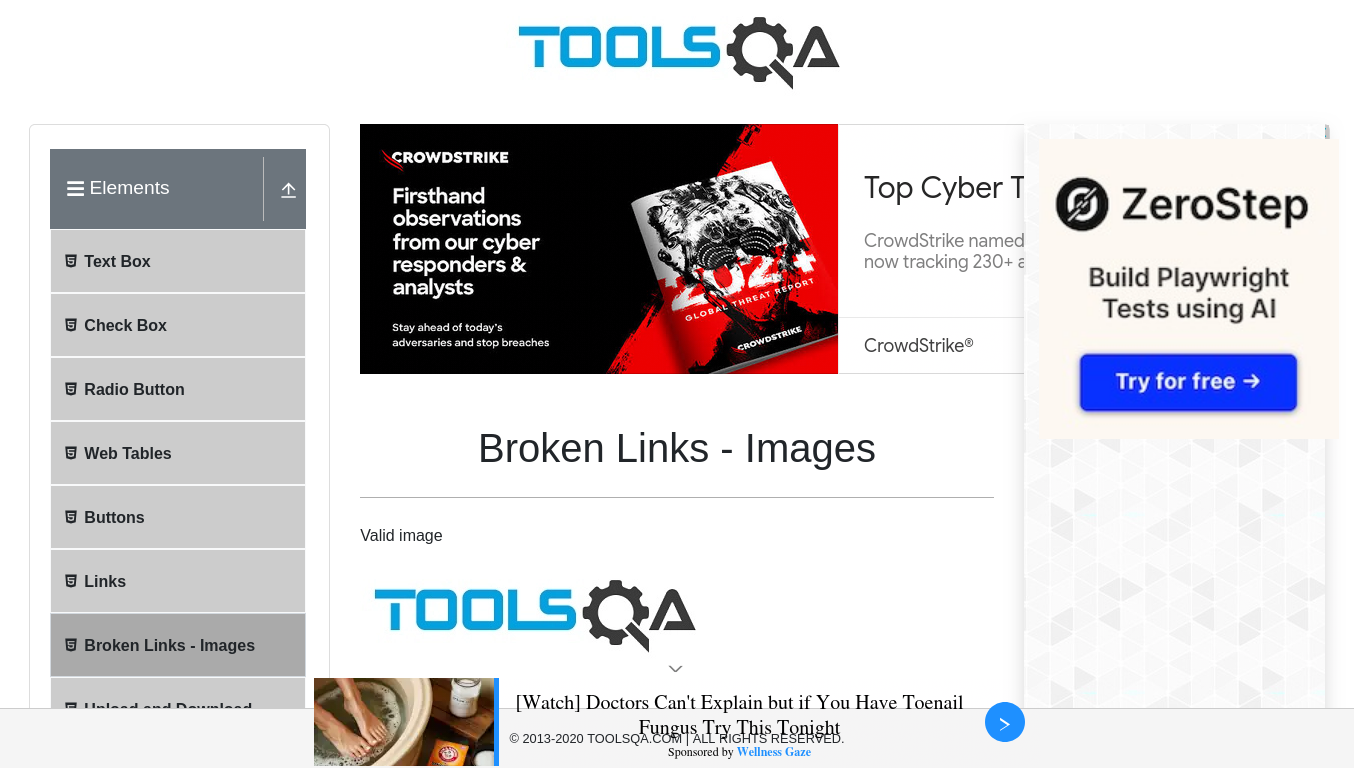 TOOLSQA
Elements
Text Box
Check Box
Radio Button
Web Tables
Buttons
Links
Broken Links - Images
Upload and Download
CROWDSTRIKE
Firsthand
observations
from our cyber
responders &
analysts
Stay ahead of today's
adversaries and stop breaches
GLOBAL THREAT REPORT
CROWDSTRIKE
Top Cyber T
CrowdStrike named
now tracking 230+ a
CrowdStrike®
ZeroStep
Build Playwright
Tests using AI
Try for free →
Broken Links - Images
Valid image
TOOLSQA
[Watch] Doctors Can't Explain but if You Have Toenail
Fungus Try This Tonight
Sponsored by Wellness Gaze
© 2013-2020 TOOLSQA.COM | ALL RIGHTS RESERVED.